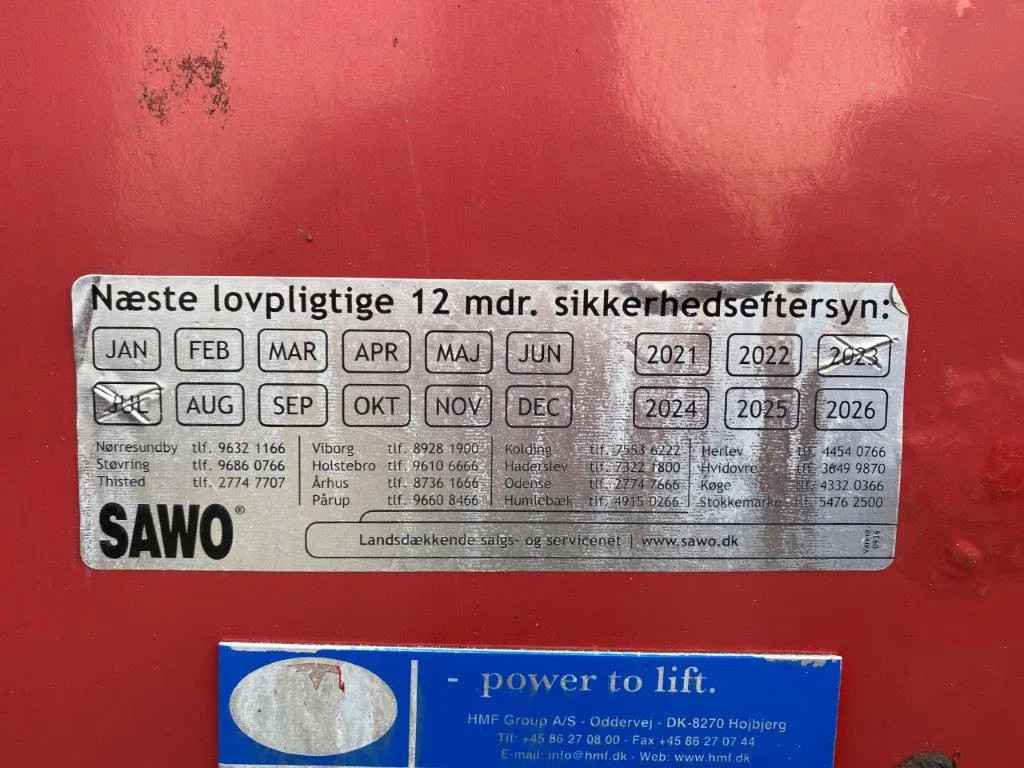 Næste lovpligtige 12 mdr. sikkerhedseftersyn:
JAN FEB MAR APR MAJ JUN 2021 2022 2023
JUL AUG SEP OKT NOV DEC 2024 2025 2026
Nørresundby tlf. 9632 1166 Viborg tlf. 8928 1900 Kolding tlf. 7553 6222 Herlev tlf. 4454 0766
Støvring tlf. 9686 0766 Holstebro tlf. 9610 6666 Haderslev tlf. 7322 1800 Hvidovre tlf. 3649 9870
Thisted tlf. 2774 7707 Århus tlf. 8736 1666 Odense tlf. 2774 7666 Køge tlf. 4332 0366
Pårup tlf. 9660 8466 Humlebæk tlf. 4915 0266 Stokkemarke tlf. 5476 2500
SAWO®
Landsdækkende salgs- og servicenet | www.sawo.dk
- power to lift.
HMF Group A/S - Oddervej - DK-8270 Højbjerg
Tlf: +45 86 27 08 00 - Fax +45 86 27 07 44
E-mail: info@hmf.dk - Web: www.hmf.dk